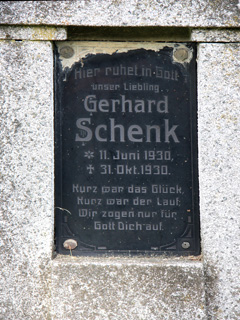 Hier ruhet in Gott
unser Liebling
Gerhard
Schenk
* 11. Juni 1930,
✝ 31. Okt. 1930.
Kurz war das Glück,
Kurz war der Lauf,
Wir zogen nur für
Gott Dich auf.